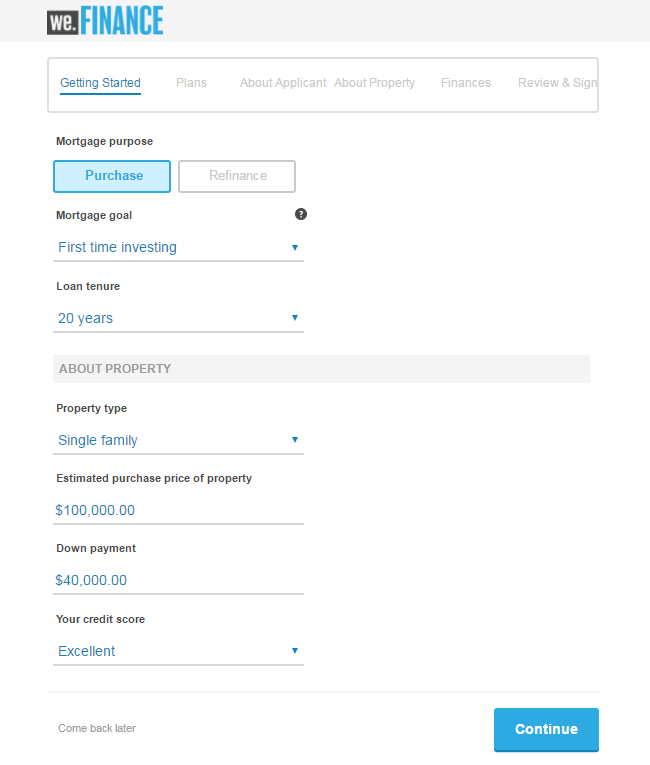 we.FINANCE
Getting Started Plans About Applicant About Property Finances Review & Sign
Mortgage purpose
Purchase Refinance
Mortgage goal ?
First time investing
Loan tenure
20 years
ABOUT PROPERTY
Property type
Single family
Estimated purchase price of property
$100,000.00
Down payment
$40,000.00
Your credit score
Excellent
Come back later Continue